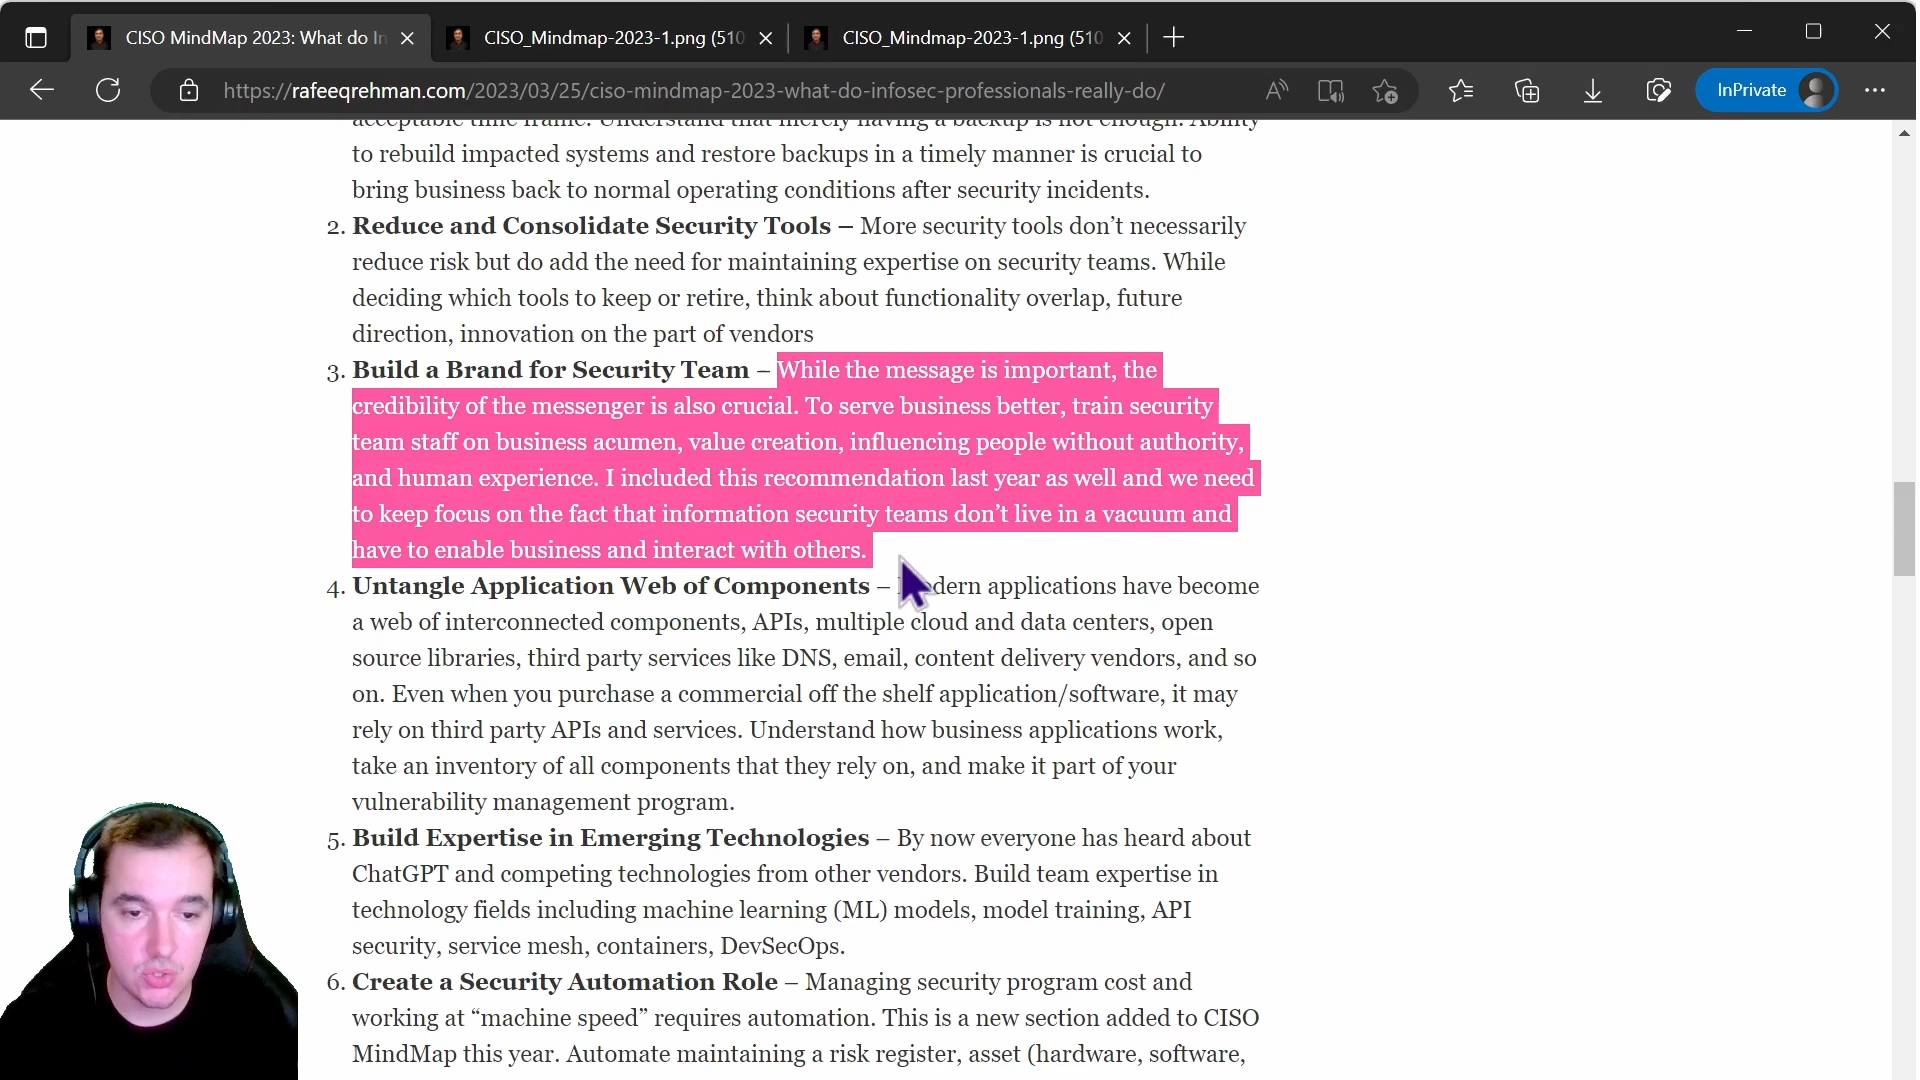 CISO MindMap 2023: What do In
CISO_Mindmap-2023-1.png (510
CISO_Mindmap-2023-1.png (510
https://rafeeqrehman.com/2023/03/25/ciso-mindmap-2023-what-do-infosec-professionals-really-do/
InPrivate
acceptable time frame. Understand that merely having a backup is not enough. Ability
to rebuild impacted systems and restore backups in a timely manner is crucial to
bring business back to normal operating conditions after security incidents.
2. Reduce and Consolidate Security Tools – More security tools don’t necessarily
reduce risk but do add the need for maintaining expertise on security teams. While
deciding which tools to keep or retire, think about functionality overlap, future
direction, innovation on the part of vendors
3. Build a Brand for Security Team – While the message is important, the
credibility of the messenger is also crucial. To serve business better, train security
team staff on business acumen, value creation, influencing people without authority,
and human experience. I included this recommendation last year as well and we need
to keep focus on the fact that information security teams don’t live in a vacuum and
have to enable business and interact with others.
4. Untangle Application Web of Components – Modern applications have become
a web of interconnected components, APIs, multiple cloud and data centers, open
source libraries, third party services like DNS, email, content delivery vendors, and so
on. Even when you purchase a commercial off the shelf application/software, it may
rely on third party APIs and services. Understand how business applications work,
take an inventory of all components that they rely on, and make it part of your
vulnerability management program.
5. Build Expertise in Emerging Technologies – By now everyone has heard about
ChatGPT and competing technologies from other vendors. Build team expertise in
technology fields including machine learning (ML) models, model training, API
security, service mesh, containers, DevSecOps.
6. Create a Security Automation Role – Managing security program cost and
working at “machine speed” requires automation. This is a new section added to CISO
MindMap this year. Automate maintaining a risk register, asset (hardware, software,